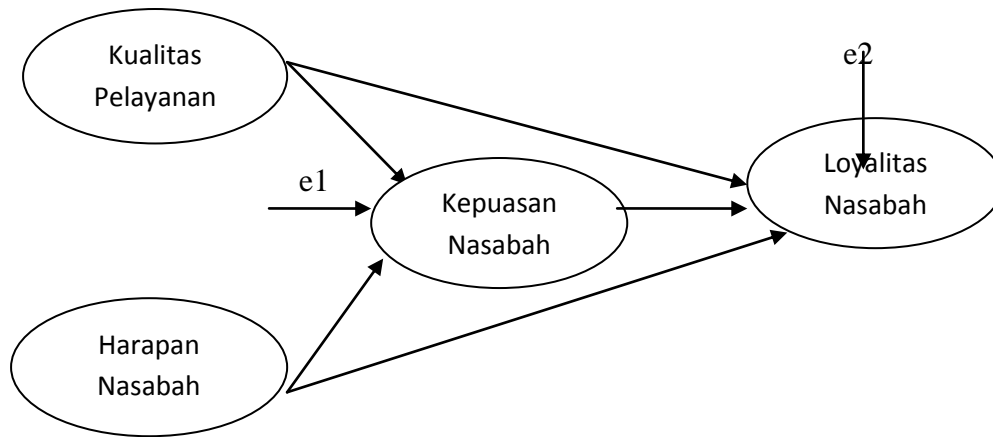 Kualitas
Pelayanan
e2
e1
Kepuasan
Nasabah
Loyalitas
Nasabah
Harapan
Nasabah